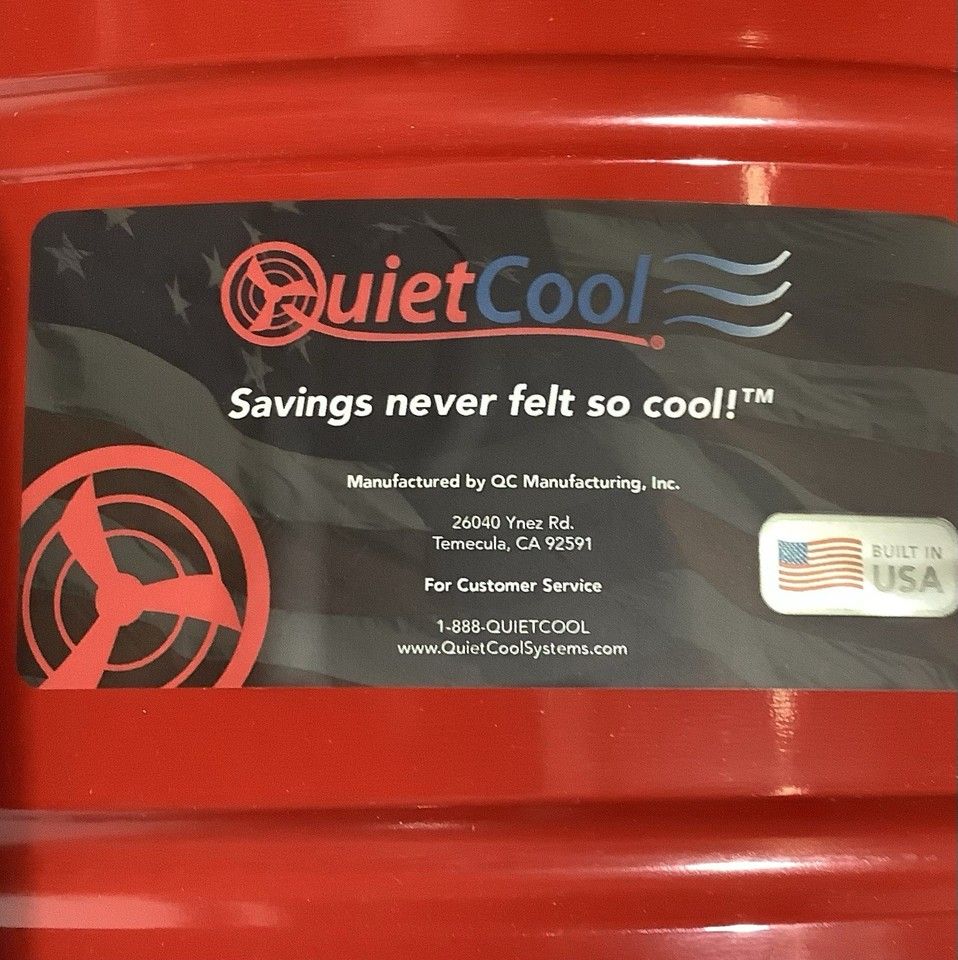 QuietCool®
Savings never felt so cool!™
Manufactured by QC Manufacturing, Inc.
26040 Ynez Rd.
Temecula, CA 92591
BUILT IN
USA
For Customer Service
1-888-QUIETCOOL
www.QuietCoolSystems.com